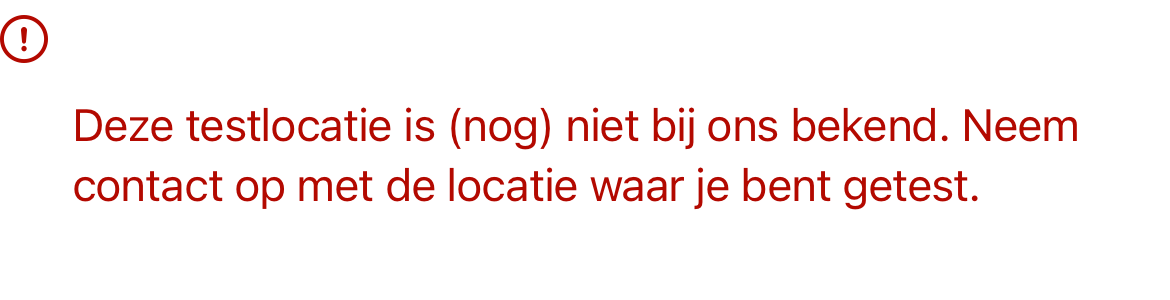 Deze testlocatie is (nog) niet bij ons bekend. Neem
contact op met de locatie waar je bent getest.